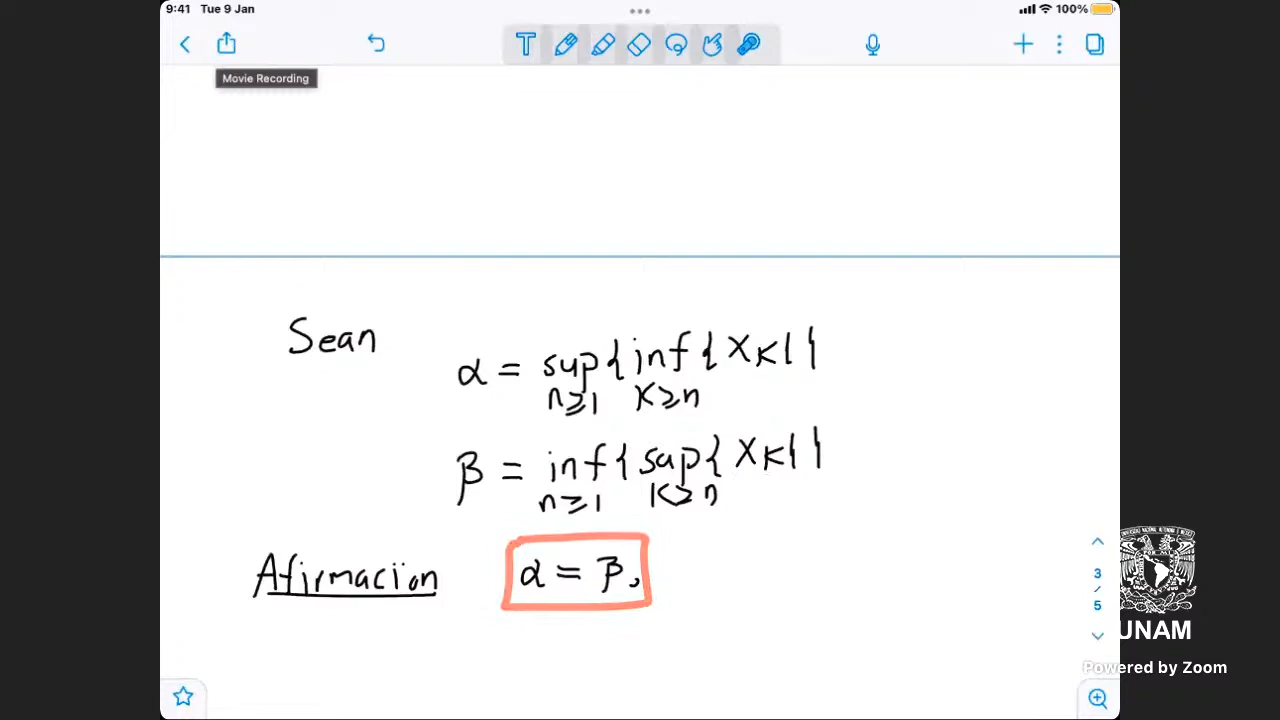 9:41 Tue 9 Jan
100%
Movie Recording
Sean
α = sup{ inf{ XK} }
n≥1 K≥n
β = inf{ sup{ XK} }
n≥1 K≥n
Afirmacion α = β.
3
/
5
UNAM
Powered by Zoom